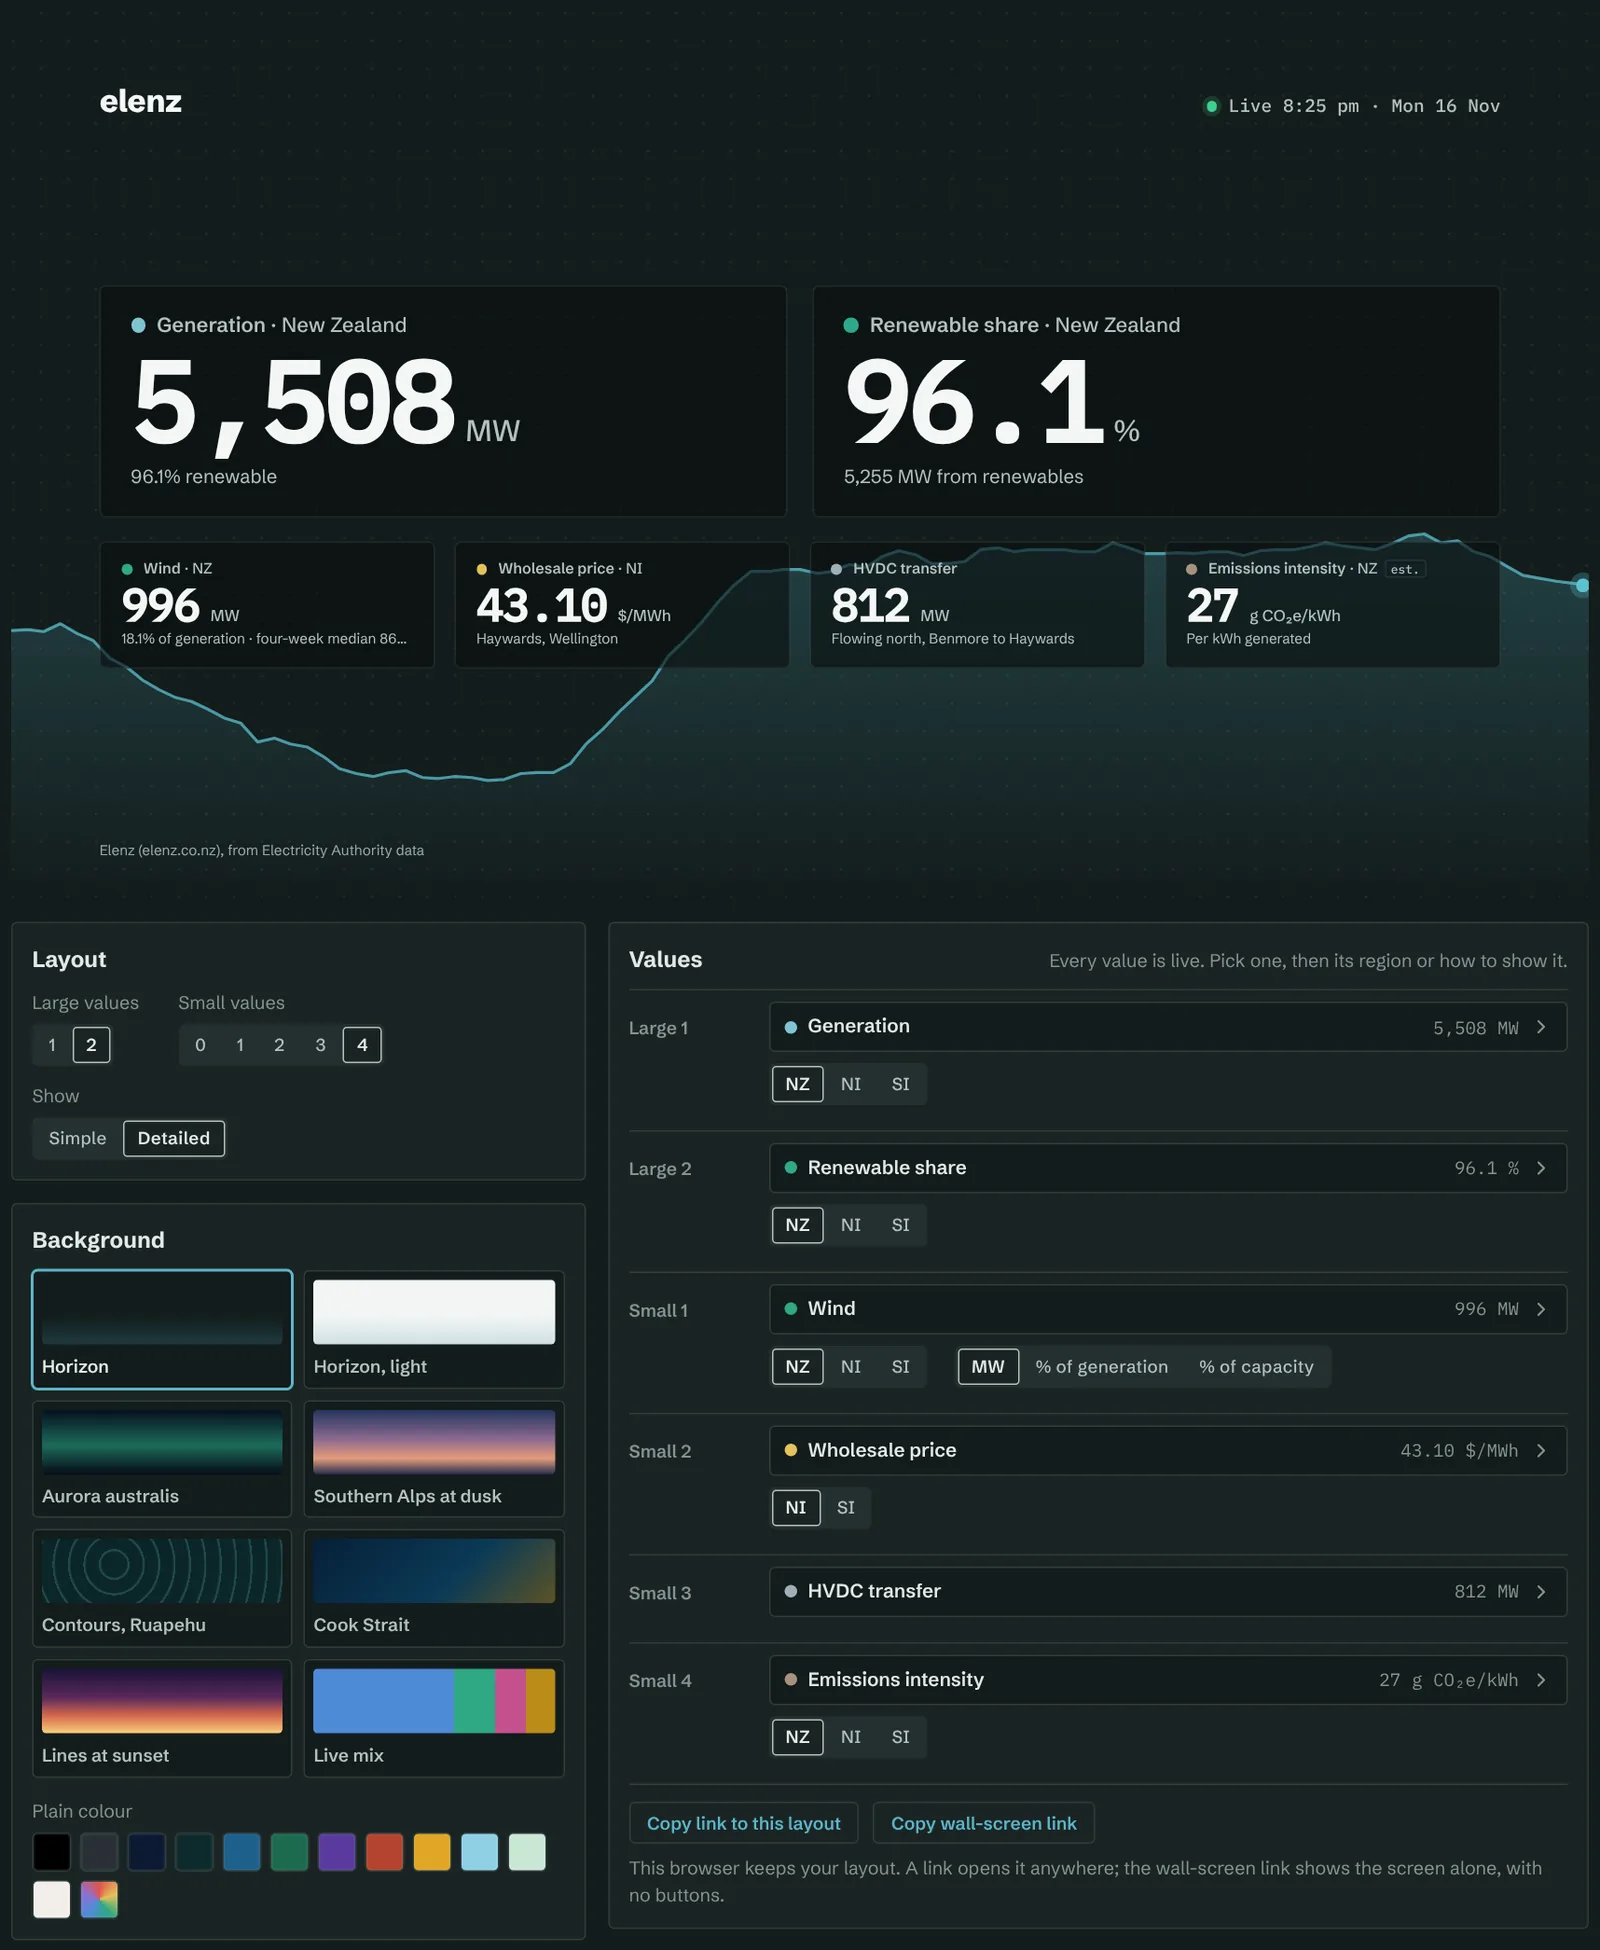 elenz
Live 8:25 pm · Mon 16 Nov
Generation · New Zealand
5,508 MW
96.1% renewable
Renewable share · New Zealand
96.1 %
5,255 MW from renewables
Wind · NZ
996 MW
18.1% of generation · four-week median 86…
Wholesale price · NI
43.10 $/MWh
Haywards, Wellington
HVDC transfer
812 MW
Flowing north, Benmore to Haywards
Emissions intensity · NZ est.
27 g CO₂e/kWh
Per kWh generated
Elenz (elenz.co.nz), from Electricity Authority data
Layout
Large values
1 2
Small values
0 1 2 3 4
Show
Simple Detailed
Background
Horizon
Horizon, light
Aurora australis
Southern Alps at dusk
Contours, Ruapehu
Cook Strait
Lines at sunset
Live mix
Plain colour
Values
Every value is live. Pick one, then its region or how to show it.
Large 1
Generation 5,508 MW
NZ NI SI
Large 2
Renewable share 96.1 %
NZ NI SI
Small 1
Wind 996 MW
NZ NI SI
MW % of generation % of capacity
Small 2
Wholesale price 43.10 $/MWh
NI SI
Small 3
HVDC transfer 812 MW
Small 4
Emissions intensity 27 g CO₂e/kWh
NZ NI SI
Copy link to this layout
Copy wall-screen link
This browser keeps your layout. A link opens it anywhere; the wall-screen link shows the screen alone, with
no buttons.